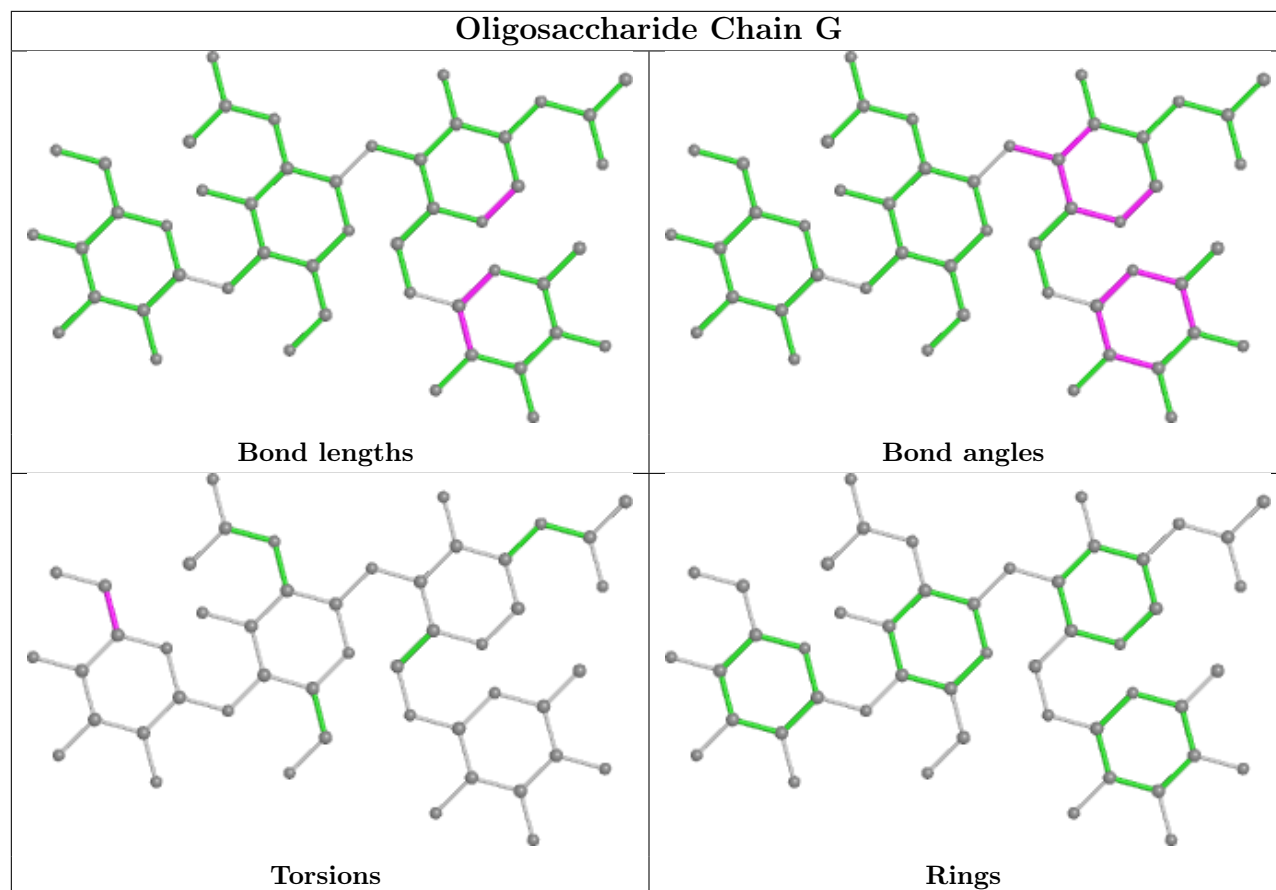 Oligosaccharide Chain G
Bond lengths
Bond angles
Torsions
Rings